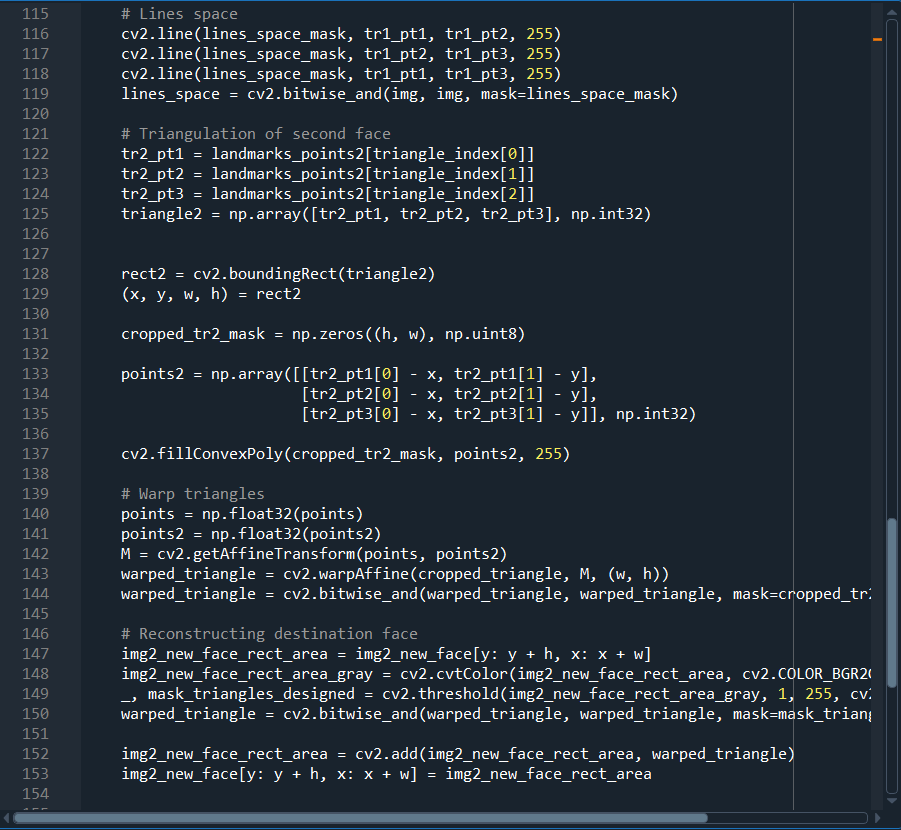 115 # Lines space
116 cv2.line(lines_space_mask, tr1_pt1, tr1_pt2, 255)
117 cv2.line(lines_space_mask, tr1_pt2, tr1_pt3, 255)
118 cv2.line(lines_space_mask, tr1_pt1, tr1_pt3, 255)
119 lines_space = cv2.bitwise_and(img, img, mask=lines_space_mask)
120
121 # Triangulation of second face
122 tr2_pt1 = landmarks_points2[triangle_index[0]]
123 tr2_pt2 = landmarks_points2[triangle_index[1]]
124 tr2_pt3 = landmarks_points2[triangle_index[2]]
125 triangle2 = np.array([tr2_pt1, tr2_pt2, tr2_pt3], np.int32)
126
127
128 rect2 = cv2.boundingRect(triangle2)
129 (x, y, w, h) = rect2
130
131 cropped_tr2_mask = np.zeros((h, w), np.uint8)
132
133 points2 = np.array([[tr2_pt1[0] - x, tr2_pt1[1] - y],
134 [tr2_pt2[0] - x, tr2_pt2[1] - y],
135 [tr2_pt3[0] - x, tr2_pt3[1] - y]], np.int32)
136
137 cv2.fillConvexPoly(cropped_tr2_mask, points2, 255)
138
139 # Warp triangles
140 points = np.float32(points)
141 points2 = np.float32(points2)
142 M = cv2.getAffineTransform(points, points2)
143 warped_triangle = cv2.warpAffine(cropped_triangle, M, (w, h))
144 warped_triangle = cv2.bitwise_and(warped_triangle, warped_triangle, mask=cropped_tr2
145
146 # Reconstructing destination face
147 img2_new_face_rect_area = img2_new_face[y: y + h, x: x + w]
148 img2_new_face_rect_area_gray = cv2.cvtColor(img2_new_face_rect_area, cv2.COLOR_BGR2G
149 _, mask_triangles_designed = cv2.threshold(img2_new_face_rect_area_gray, 1, 255, cv2
150 warped_triangle = cv2.bitwise_and(warped_triangle, warped_triangle, mask=mask_triang
151
152 img2_new_face_rect_area = cv2.add(img2_new_face_rect_area, warped_triangle)
153 img2_new_face[y: y + h, x: x + w] = img2_new_face_rect_area
154